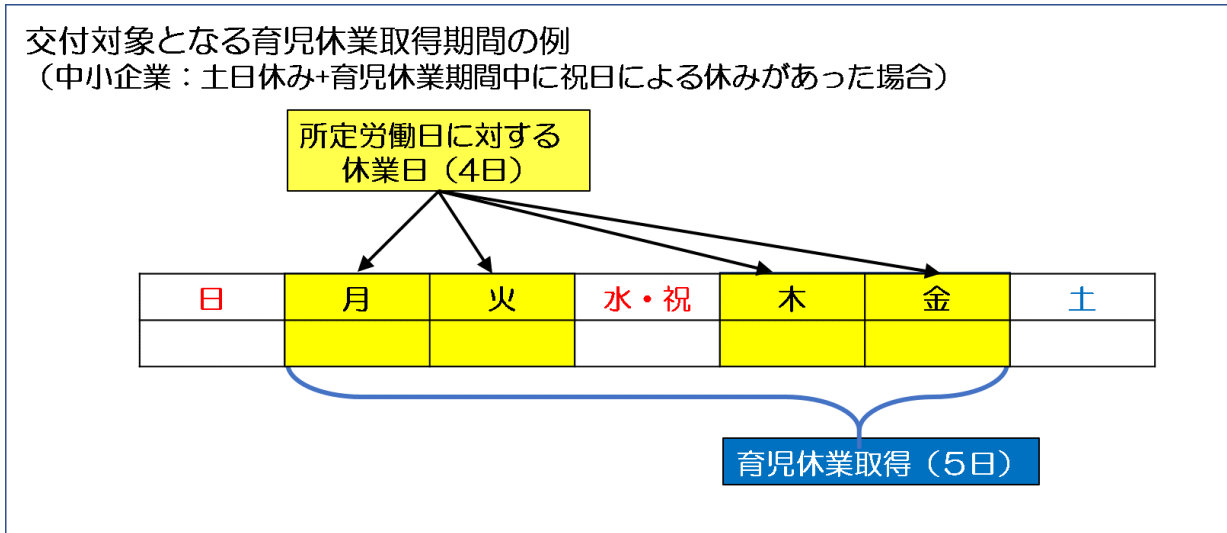 交付対象となる育児休業取得期間の例
（中小企業：土日休み+育児休業期間中に祝日による休みがあった場合）
所定労働日に対する
休業日（4日）
日 月 火 水・祝 木 金 土
育児休業取得（５日）